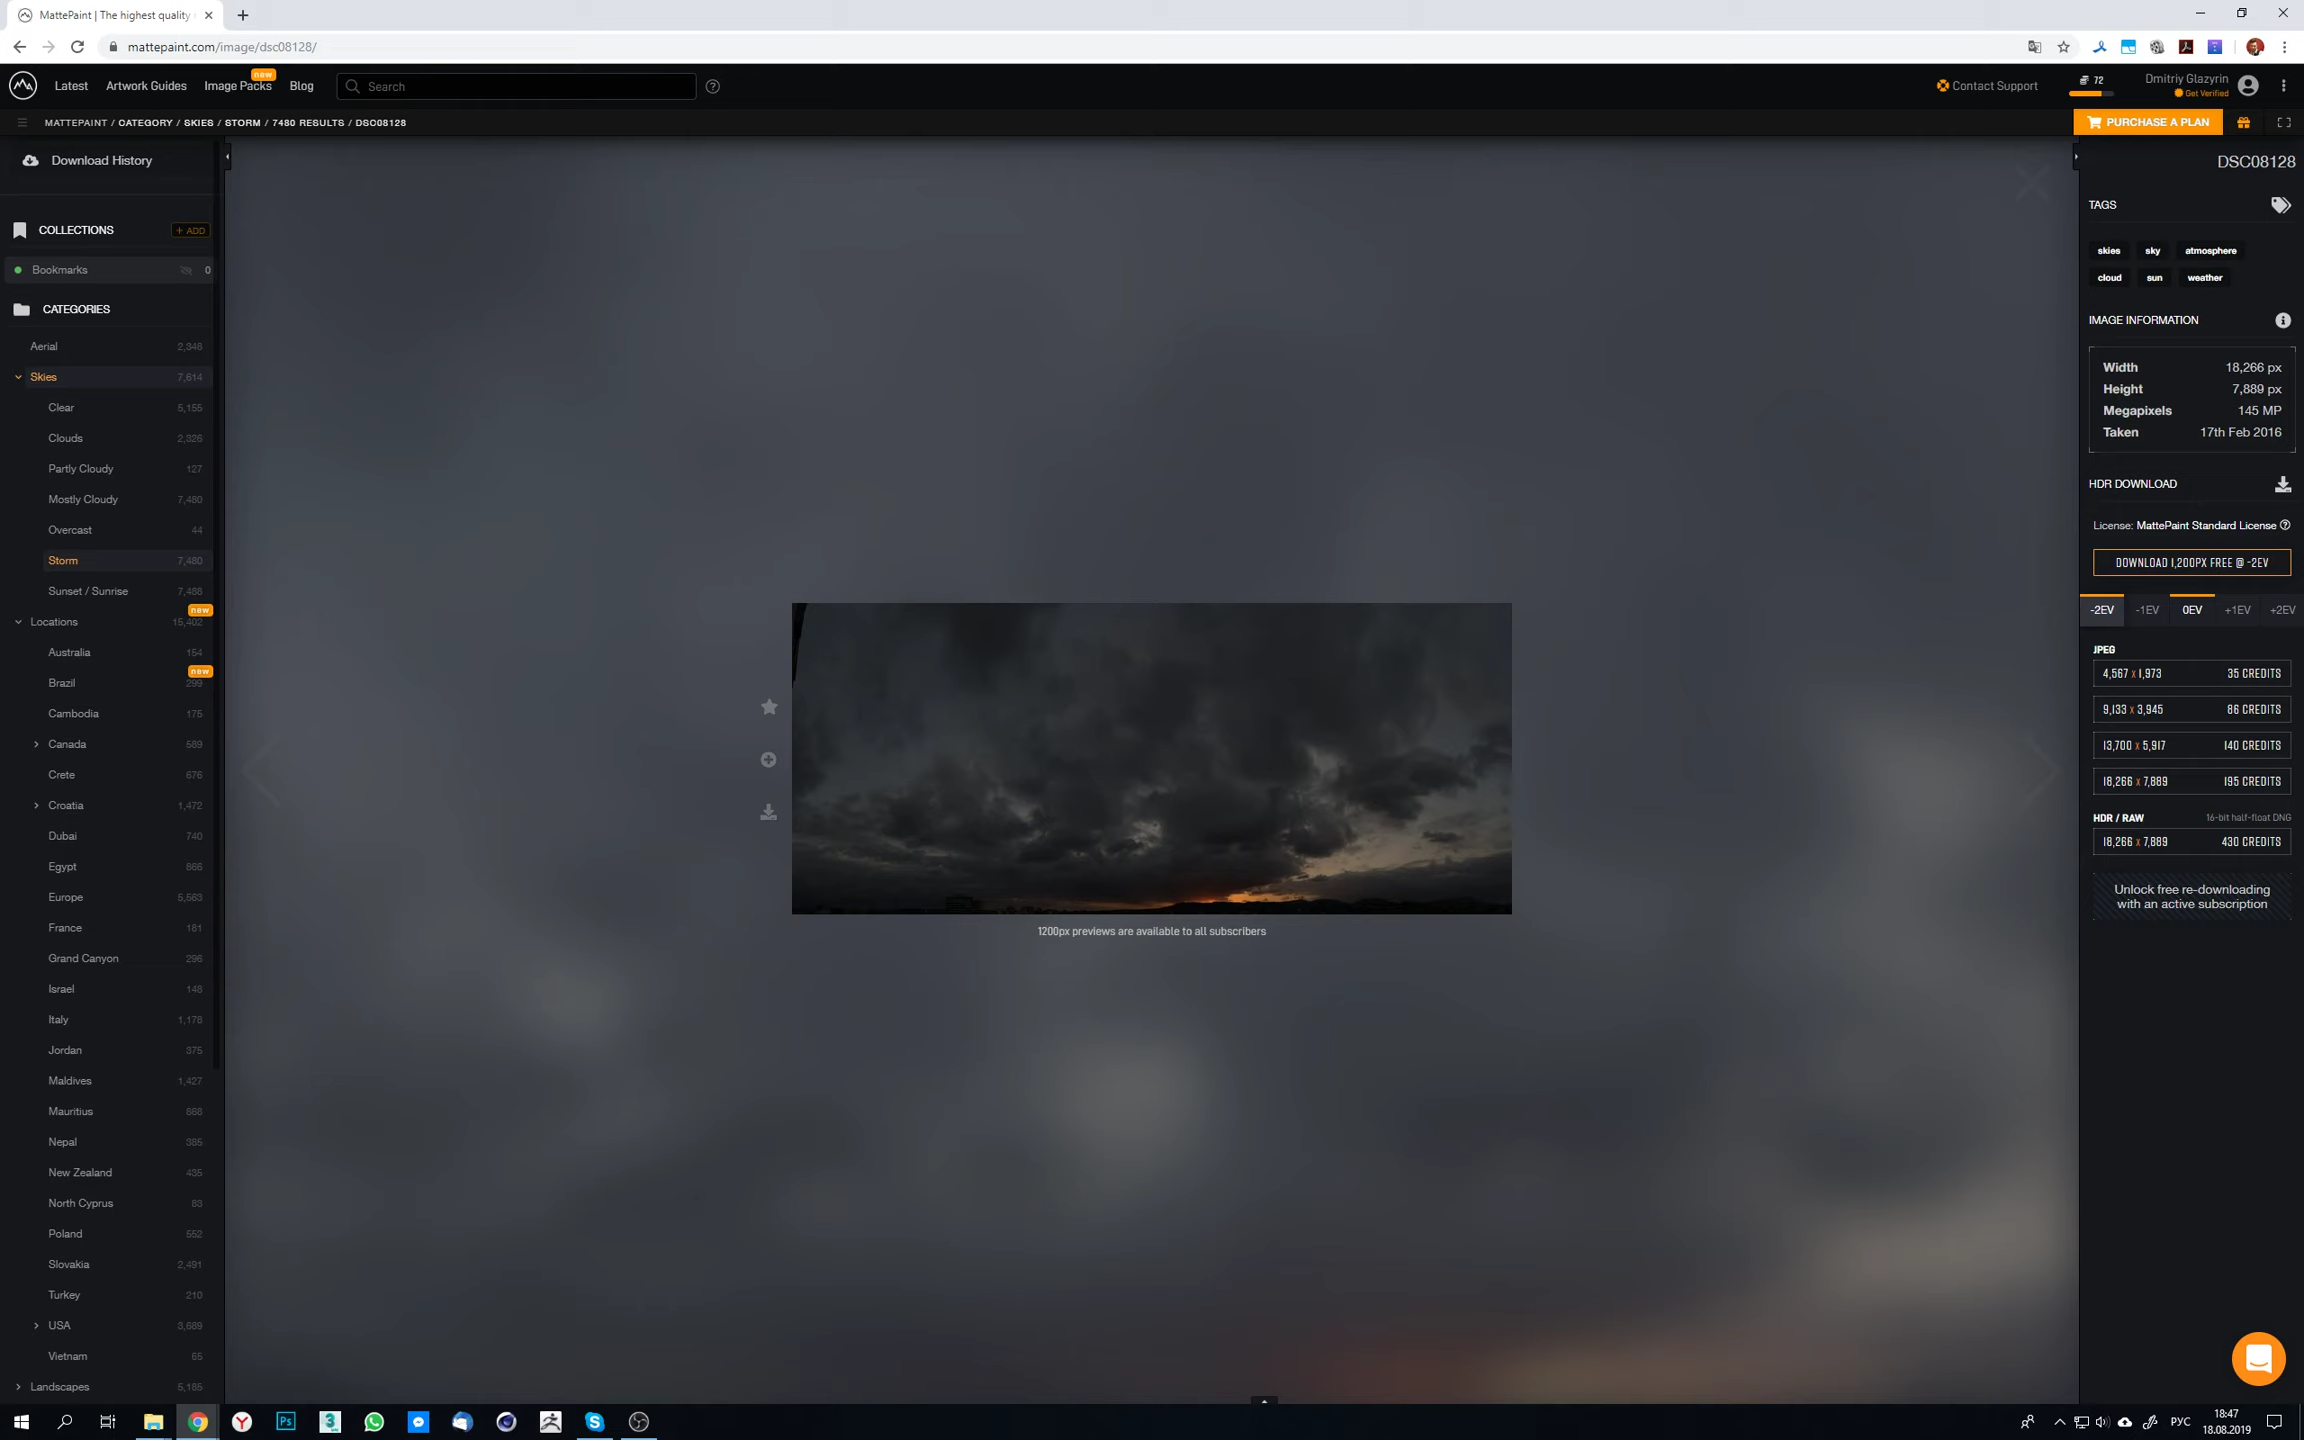 MattePaint | The highest quality
mattepaint.com/image/dsc08128/
Latest
Artwork Guides
Image Packs
new
Blog
Search
Contact Support
72
Dmitriy Glazyrin
Get Verified
MATTEPAINT / CATEGORY / SKIES / STORM / 7480 RESULTS / DSC08128
PURCHASE A PLAN
Download History
COLLECTIONS
+ ADD
Bookmarks 0
CATEGORIES
Aerial 2,348
Skies 7,614
Clear 5,155
Clouds 2,326
Partly Cloudy 127
Mostly Cloudy 7,480
Overcast 44
Storm 7,480
Sunset / Sunrise 7,488
new
Locations 15,402
Australia 154
new
Brazil 299
Cambodia 175
Canada 589
Crete 676
Croatia 1,472
Dubai 740
Egypt 866
Europe 5,563
France 181
Grand Canyon 296
Israel 148
Italy 1,178
Jordan 375
Maldives 1,427
Mauritius 668
Nepal 385
New Zealand 435
North Cyprus 83
Poland 552
Slovakia 2,491
Turkey 210
USA 3,689
Vietnam 65
Landscapes 5,185
1200px previews are available to all subscribers
DSC08128
TAGS
skies sky atmosphere
cloud sun weather
IMAGE INFORMATION
Width 18,266 px
Height 7,889 px
Megapixels 145 MP
Taken 17th Feb 2016
HDR DOWNLOAD
License: MattePaint Standard License
DOWNLOAD 1,200PX FREE @ -2EV
-2EV -1EV 0EV +1EV +2EV
JPEG
4,567 x 1,973 35 CREDITS
9,133 x 3,945 86 CREDITS
13,700 x 5,917 140 CREDITS
18,266 x 7,889 195 CREDITS
HDR / RAW 16-bit half-float DNG
18,266 x 7,889 430 CREDITS
Unlock free re-downloading
with an active subscription
Ps
3
РУС
18:47
18.08.2019